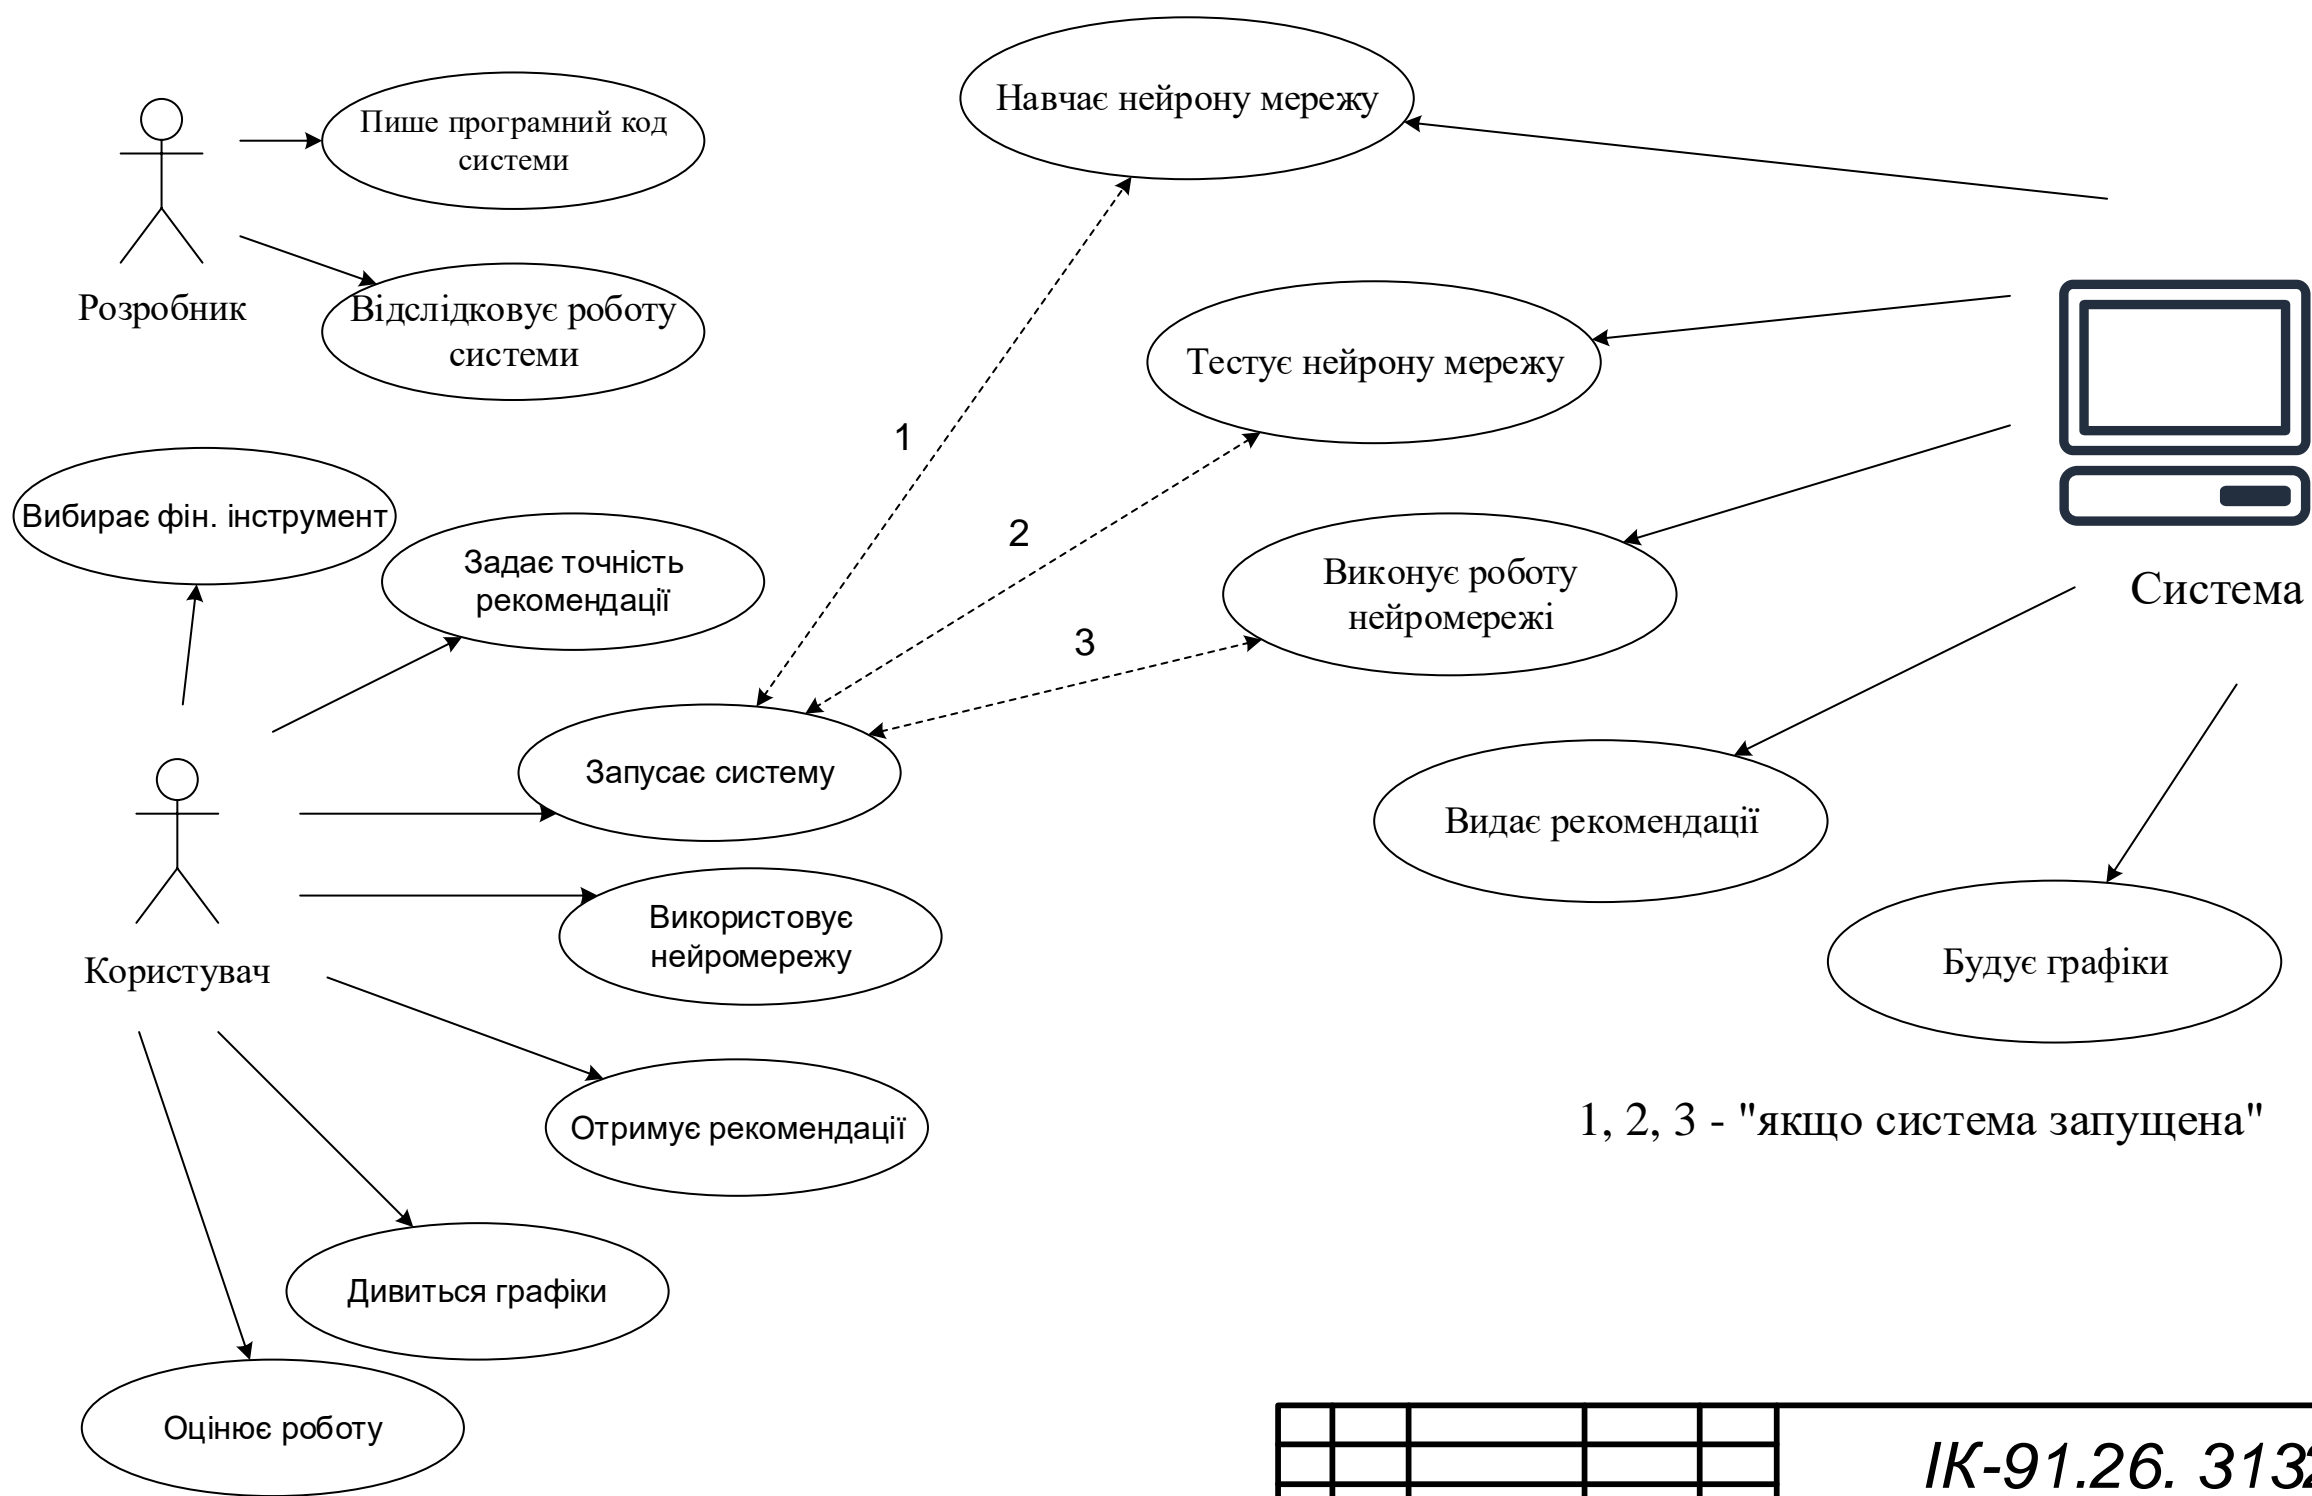 Навчає нейрону мережу
Пише програмний код
системи
Розробник
Відслідковує роботу
системи
Тестує нейрону мережу
1
Вибирає фін. інструмент
2
Задає точність
рекомендації
Виконує роботу
нейромережі
Система
3
Запусає систему
Видає рекомендації
Використовує
нейромережу
Користувач
Будує графіки
Отримує рекомендації
1, 2, 3 - "якщо система запущена"
Дивиться графіки
Оцінює роботу
ІК-91.26. 3132